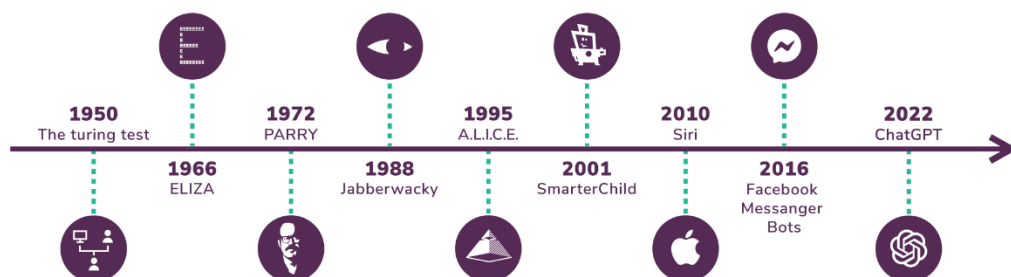 1950
The turing test
1966
ELIZA
1972
PARRY
1988
Jabberwacky
1995
A.L.I.C.E.
2001
SmarterChild
2010
Siri
2016
Facebook
Messanger
Bots
2022
ChatGPT
E